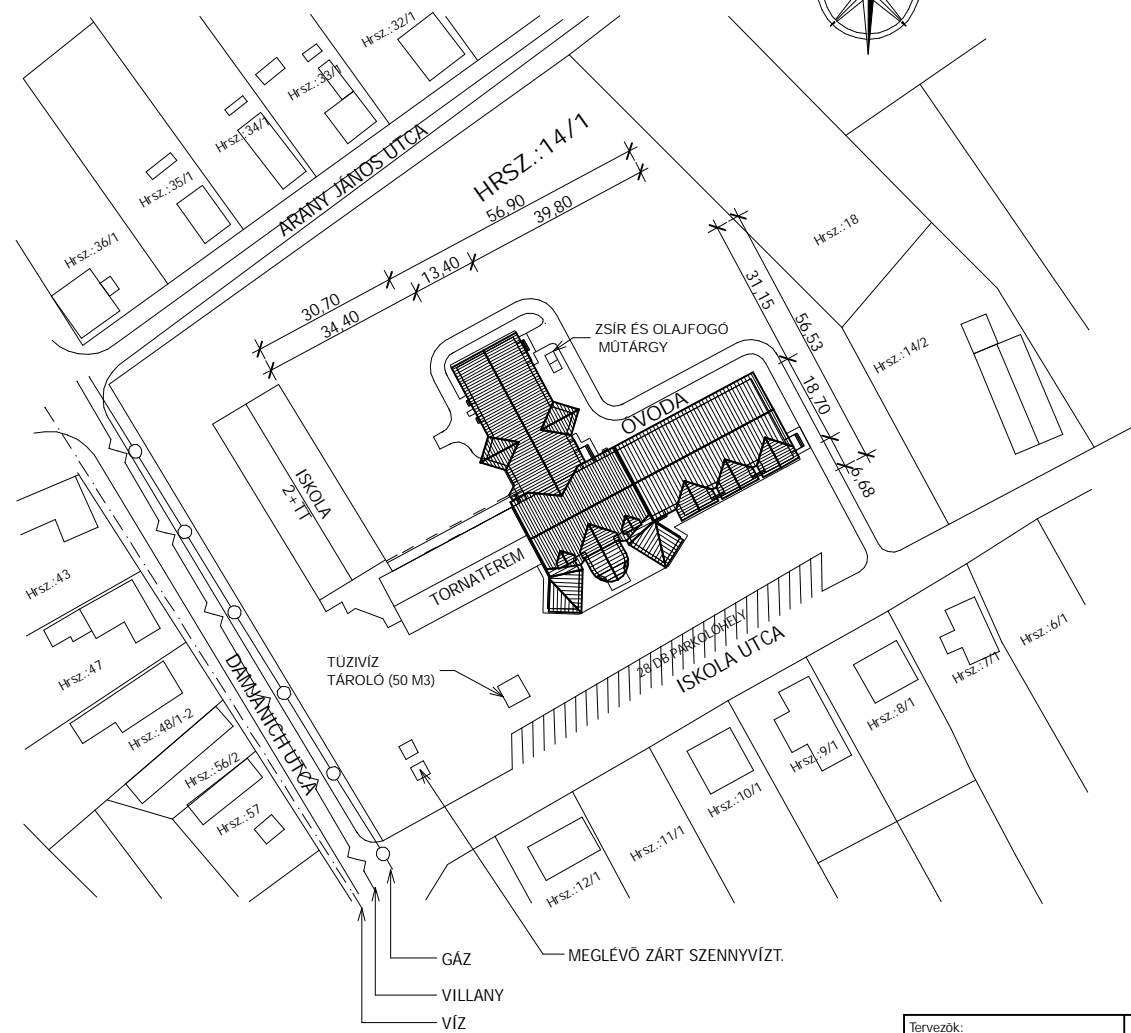 Hrsz.:32/1
Hrsz.:33/1
Hrsz.:34/1
Hrsz.:35/1
Hrsz.:36/1
ARANY JÁNOS UTCA
HRSZ.:14/1
56,90
39,80
13,40
30,70
34,40
Hrsz.:18
31,15
56,53
18,70
6,68
Hrsz.:14/2
ZSÍR ÉS OLAJFOGÓ
MŰTÁRGY
ÓVODA
ISKOLA
2+TT
TORNATEREM
TÜZIVÍZ
TÁROLÓ (50 M3)
28 DB PARKOLÓHELY
ISKOLA UTCA
DAMJANICH UTCA
Hrsz.:43
Hrsz.:47
Hrsz.:48/1-2
Hrsz.:56/2
Hrsz.:57
Hrsz.:6/1
Hrsz.:7/1
Hrsz.:8/1
Hrsz.:9/1
Hrsz.:10/1
Hrsz.:11/1
Hrsz.:12/1
GÁZ
MEGLÉVÕ ZÁRT SZENNYVÍZT.
VILLANY
VÍZ
Tervezõk: